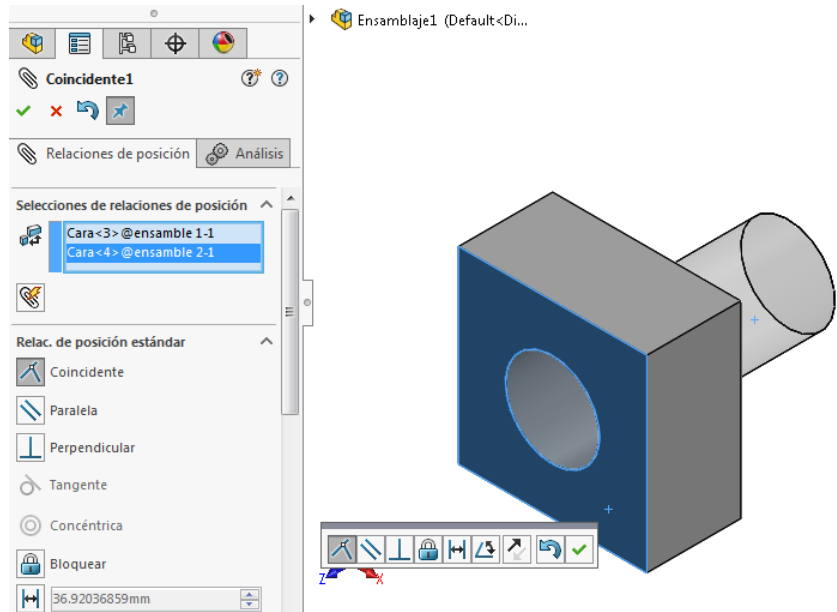 Ensamblaje1 (Default<Di...
Coincidente1
Relaciones de posición
Análisis
Selecciones de relaciones de posición
Cara<3>@ensamble 1-1
Cara<4>@ensamble 2-1
Relac. de posición estándar
Coincidente
Paralela
Perpendicular
Tangente
Concéntrica
Bloquear
36.92036859mm
Z
X